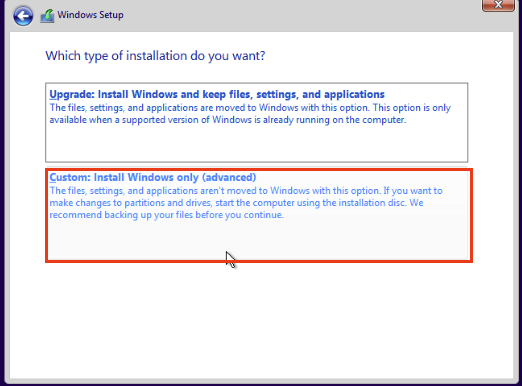 Windows Setup
Which type of installation do you want?
Upgrade: Install Windows and keep files, settings, and applications
The files, settings, and applications are moved to Windows with this option. This option is only
available when a supported version of Windows is already running on the computer.
Custom: Install Windows only (advanced)
The files, settings, and applications aren't moved to Windows with this option. If you want to
make changes to partitions and drives, start the computer using the installation disc. We
recommend backing up your files before you continue.